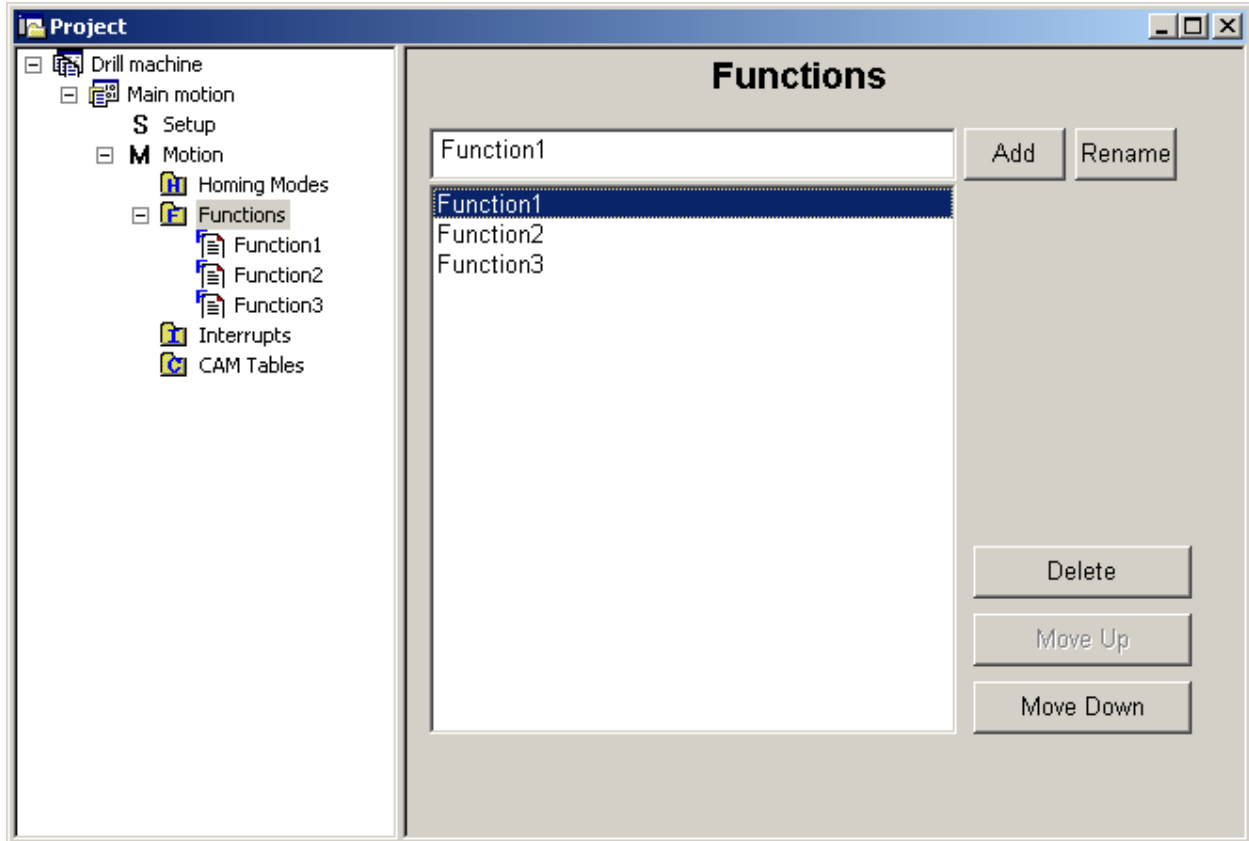 Project
Drill machine
Main motion
S Setup
M Motion
H Homing Modes
F Functions
F Function1
F Function2
F Function3
I Interrupts
C CAM Tables
Functions
Function1
Add
Rename
Function1
Function2
Function3
Delete
Move Up
Move Down